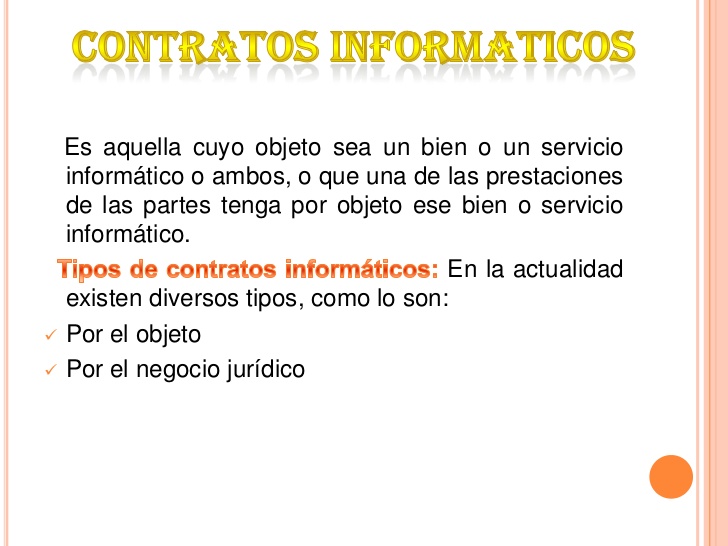 CONTRATOS INFORMATICOS
Es aquella cuyo objeto sea un bien o un servicio
informático o ambos, o que una de las prestaciones
de las partes tenga por objeto ese bien o servicio
informático.
Tipos de contratos informáticos: En la actualidad
existen diversos tipos, como lo son:
✓ Por el objeto
✓ Por el negocio jurídico